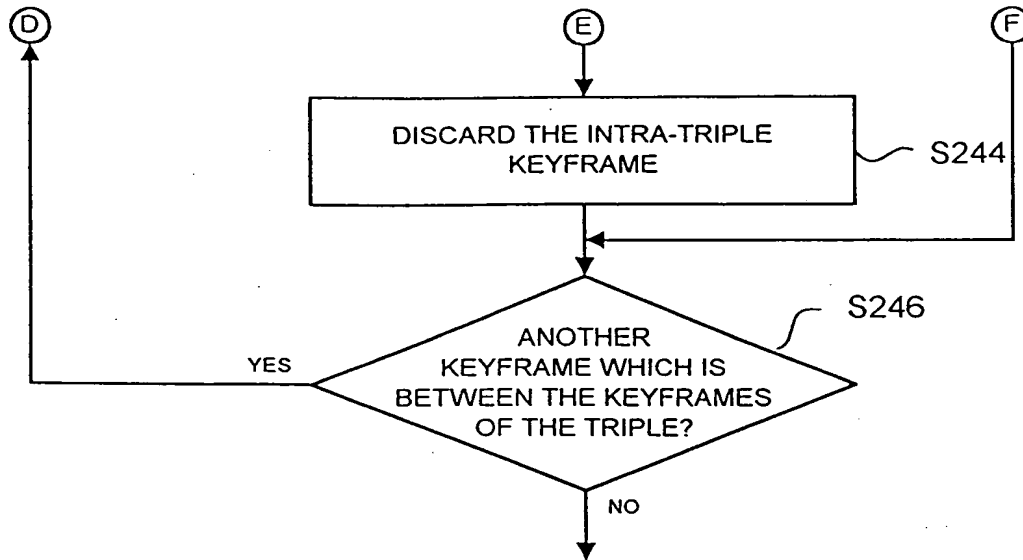 D
E
F
DISCARD THE INTRA-TRIPLE
KEYFRAME
S244
S246
ANOTHER
KEYFRAME WHICH IS
BETWEEN THE KEYFRAMES
OF THE TRIPLE?
YES
NO